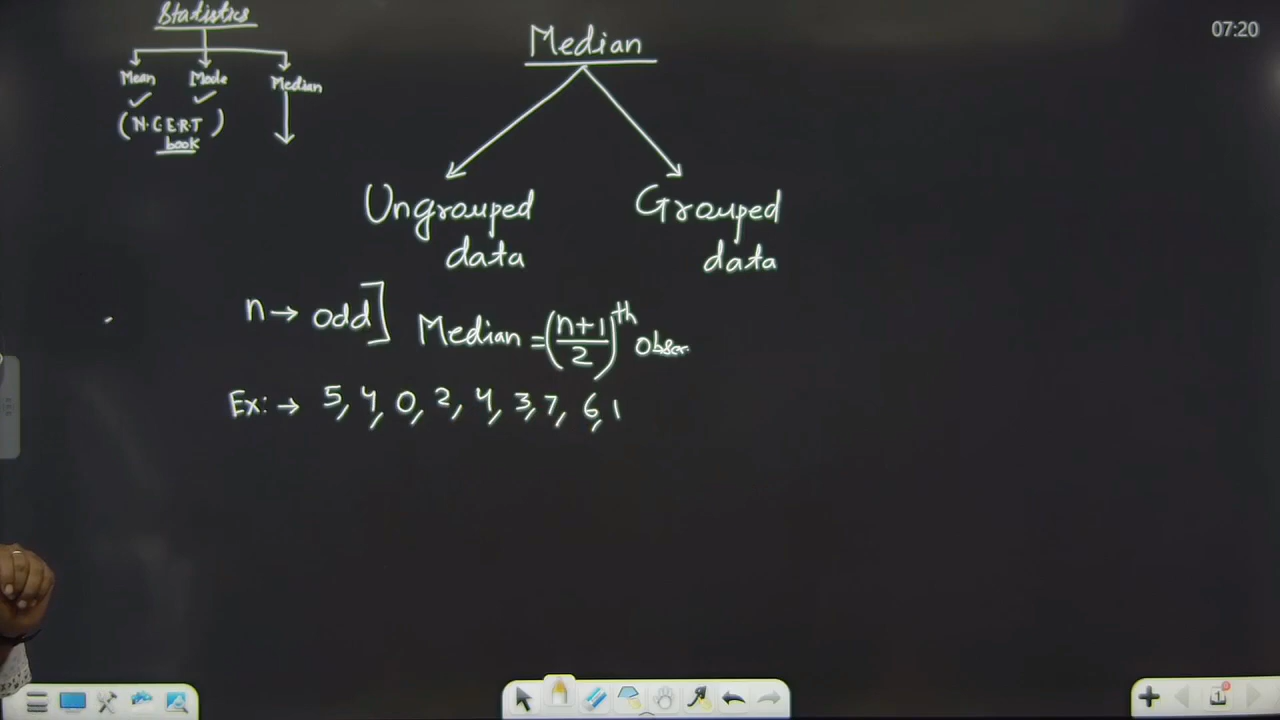 Statistics
Mean Mode Median
(N.C.E.R.T
book)
Median
07:20
Ungrouped
data
Grouped
data
n → odd] Median = (n+1/2)th Obser.
Ex: → 5, 4, 0, 2, 4, 3, 7, 6, 1
1